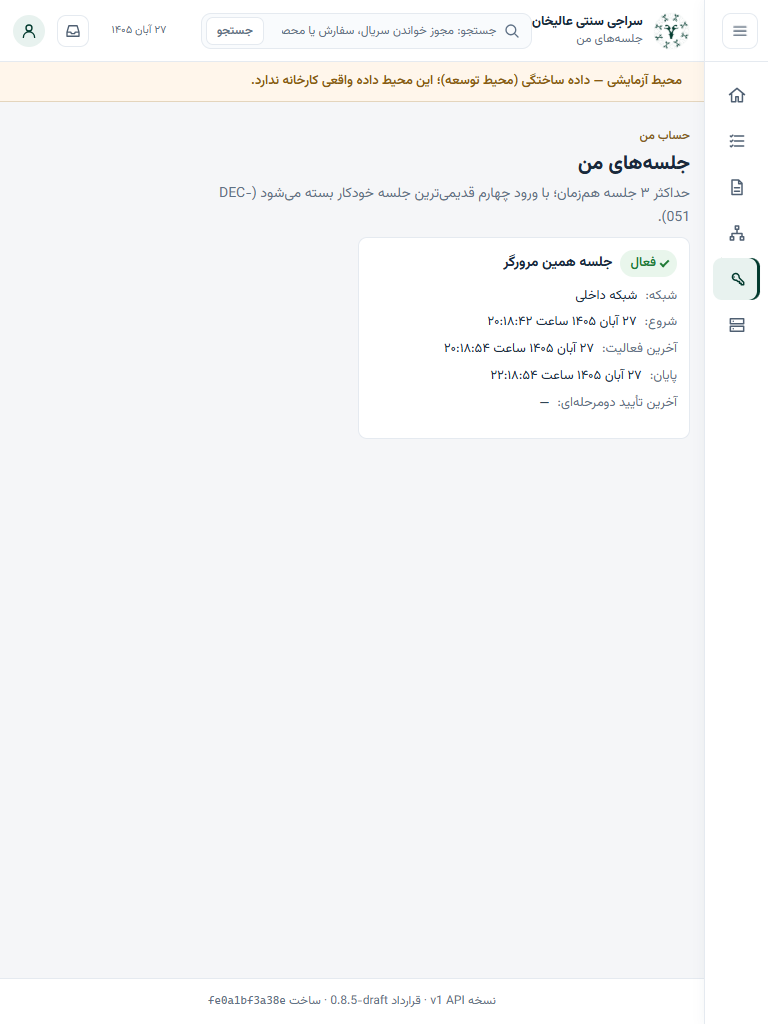 سراجی سنتی عالیخان
جلسه‌های من
جستجو: مجوز خواندن سریال، سفارش یا محصـ
جستجو
۲۷ آبان ۱۴۰۵
محیط آزمایشی — داده ساختگی (محیط توسعه)؛ این محیط داده واقعی کارخانه ندارد.
حساب من
جلسه‌های من
حداکثر ۳ جلسه هم‌زمان؛ با ورود چهارم قدیمی‌ترین جلسه خودکار بسته می‌شود (DEC-
051).
فعال جلسه همین مرورگر
شبکه: شبکه داخلی
شروع: ۲۷ آبان ۱۴۰۵ ساعت ۲۰:۱۸:۴۲
آخرین فعالیت: ۲۷ آبان ۱۴۰۵ ساعت ۲۰:۱۸:۵۴
پایان: ۲۷ آبان ۱۴۰۵ ساعت ۲۲:۱۸:۵۴
آخرین تأیید دومرحله‌ای: —
نسخه v1 API · قرارداد 0.8.5-draft · ساخت fe0a1bf3a38e